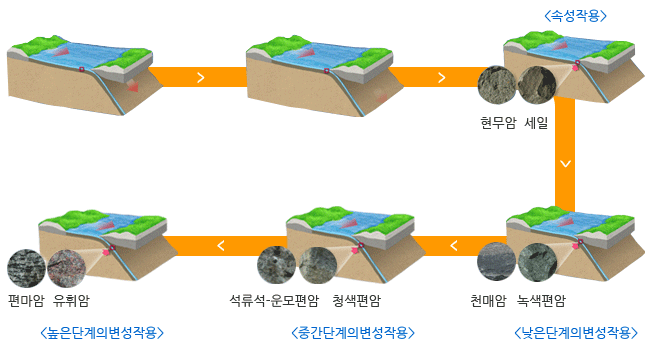 <속성작용>
현무암 세일
천매암 녹색편암
<낮은단계의변성작용>
석류석-운모편암 청색편암
<중간단계의변성작용>
편마암 유휘암
<높은단계의변성작용>